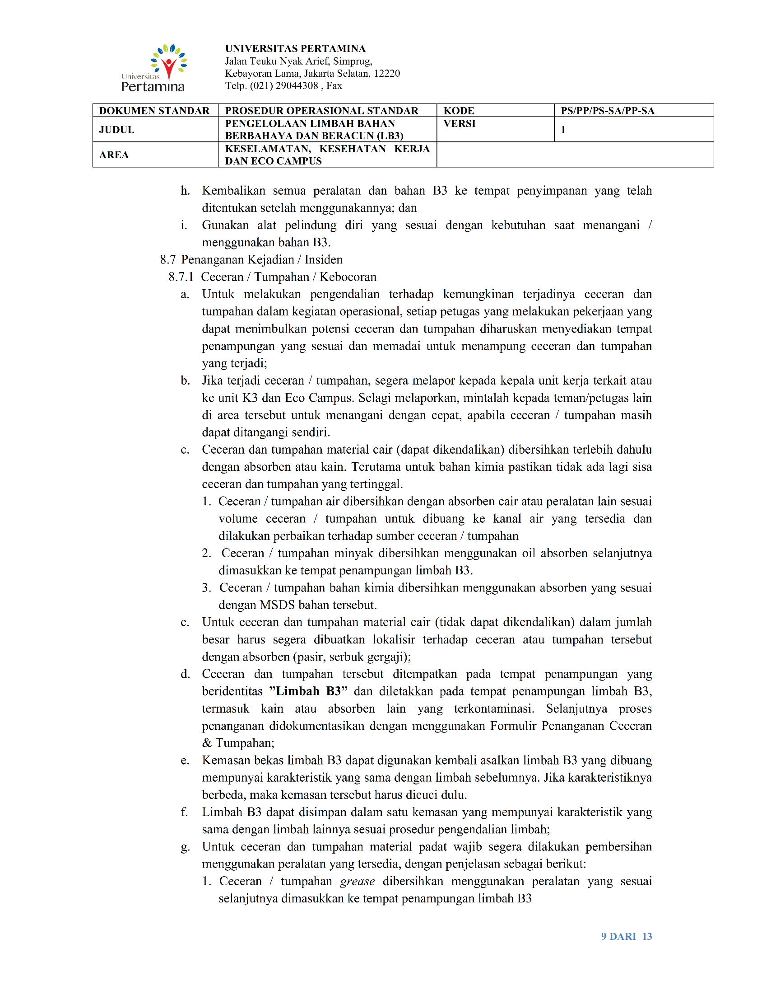 Universitas
Pertamina
UNIVERSITAS PERTAMINA
Jalan Teuku Nyak Arief, Simprug,
Kebayoran Lama, Jakarta Selatan, 12220
Telp. (021) 29044308 , Fax
DOKUMEN STANDAR PROSEDUR OPERASIONAL STANDAR KODE PS/PP/PS-SA/PP-SA
JUDUL PENGELOLAAN LIMBAH BAHAN BERBAHAYA DAN BERACUN (LB3) VERSI 1
AREA KESELAMATAN, KESEHATAN KERJA DAN ECO CAMPUS
h. Kembalikan semua peralatan dan bahan B3 ke tempat penyimpanan yang telah
ditentukan setelah menggunakannya; dan
i. Gunakan alat pelindung diri yang sesuai dengan kebutuhan saat menangani /
menggunakan bahan B3.
8.7 Penanganan Kejadian / Insiden
8.7.1 Ceceran / Tumpahan / Kebocoran
a. Untuk melakukan pengendalian terhadap kemungkinan terjadinya ceceran dan
tumpahan dalam kegiatan operasional, setiap petugas yang melakukan pekerjaan yang
dapat menimbulkan potensi ceceran dan tumpahan diharuskan menyediakan tempat
penampungan yang sesuai dan memadai untuk menampung ceceran dan tumpahan
yang terjadi;
b. Jika terjadi ceceran / tumpahan, segera melapor kepada kepala unit kerja terkait atau
ke unit K3 dan Eco Campus. Selagi melaporkan, mintalah kepada teman/petugas lain
di area tersebut untuk menangani dengan cepat, apabila ceceran / tumpahan masih
dapat ditangangi sendiri.
c. Ceceran dan tumpahan material cair (dapat dikendalikan) dibersihkan terlebih dahulu
dengan absorben atau kain. Terutama untuk bahan kimia pastikan tidak ada lagi sisa
ceceran dan tumpahan yang tertinggal.
1. Ceceran / tumpahan air dibersihkan dengan absorben cair atau peralatan lain sesuai
volume ceceran / tumpahan untuk dibuang ke kanal air yang tersedia dan
dilakukan perbaikan terhadap sumber ceceran / tumpahan
2. Ceceran / tumpahan minyak dibersihkan menggunakan oil absorben selanjutnya
dimasukkan ke tempat penampungan limbah B3.
3. Ceceran / tumpahan bahan kimia dibersihkan menggunakan absorben yang sesuai
dengan MSDS bahan tersebut.
c. Untuk ceceran dan tumpahan material cair (tidak dapat dikendalikan) dalam jumlah
besar harus segera dibuatkan lokalisir terhadap ceceran atau tumpahan tersebut
dengan absorben (pasir, serbuk gergaji);
d. Ceceran dan tumpahan tersebut ditempatkan pada tempat penampungan yang
beridentitas ”Limbah B3” dan diletakkan pada tempat penampungan limbah B3,
termasuk kain atau absorben lain yang terkontaminasi. Selanjutnya proses
penanganan didokumentasikan dengan menggunakan Formulir Penanganan Ceceran
& Tumpahan;
e. Kemasan bekas limbah B3 dapat digunakan kembali asalkan limbah B3 yang dibuang
mempunyai karakteristik yang sama dengan limbah sebelumnya. Jika karakteristiknya
berbeda, maka kemasan tersebut harus dicuci dulu.
f. Limbah B3 dapat disimpan dalam satu kemasan yang mempunyai karakteristik yang
sama dengan limbah lainnya sesuai prosedur pengendalian limbah;
g. Untuk ceceran dan tumpahan material padat wajib segera dilakukan pembersihan
menggunakan peralatan yang tersedia, dengan penjelasan sebagai berikut:
1. Ceceran / tumpahan grease dibersihkan menggunakan peralatan yang sesuai
selanjutnya dimasukkan ke tempat penampungan limbah B3
9 DARI 13